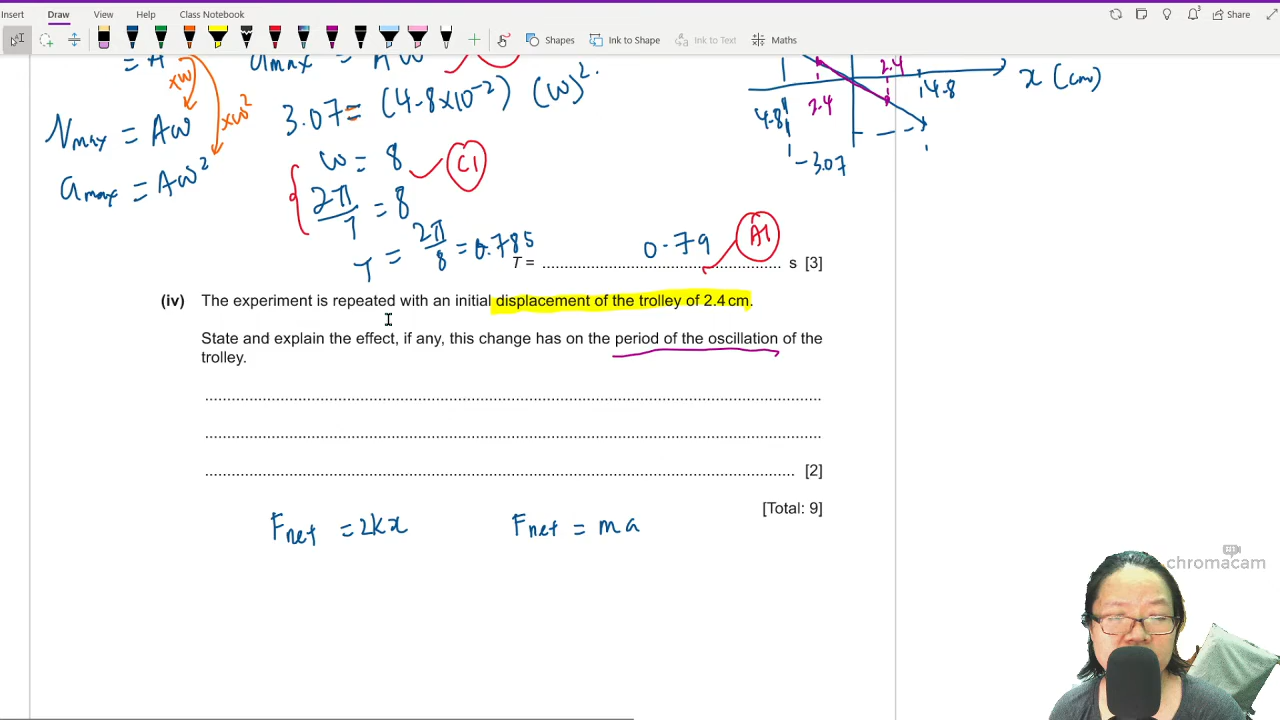 Insert Draw View Help Class Notebook Share
Shapes Ink to Shape Ink to Text Maths
= A
xω
xω²
Vmax = Aω
amax = Aω²
amax = Aω
3.07 = (4.8×10⁻²) (ω)²
ω = 8 C1
2π/T = 8
T = 2π/8 = 0.785
T = 0.79 s [3] A1
2.4
4.8
x (cm)
4.8
2.4
-3.07
(iv) The experiment is repeated with an initial displacement of the trolley of 2.4 cm.
State and explain the effect, if any, this change has on the period of the oscillation of the
trolley.
[2]
[Total: 9]
Fnet = 2kx Fnet = ma
chromacam